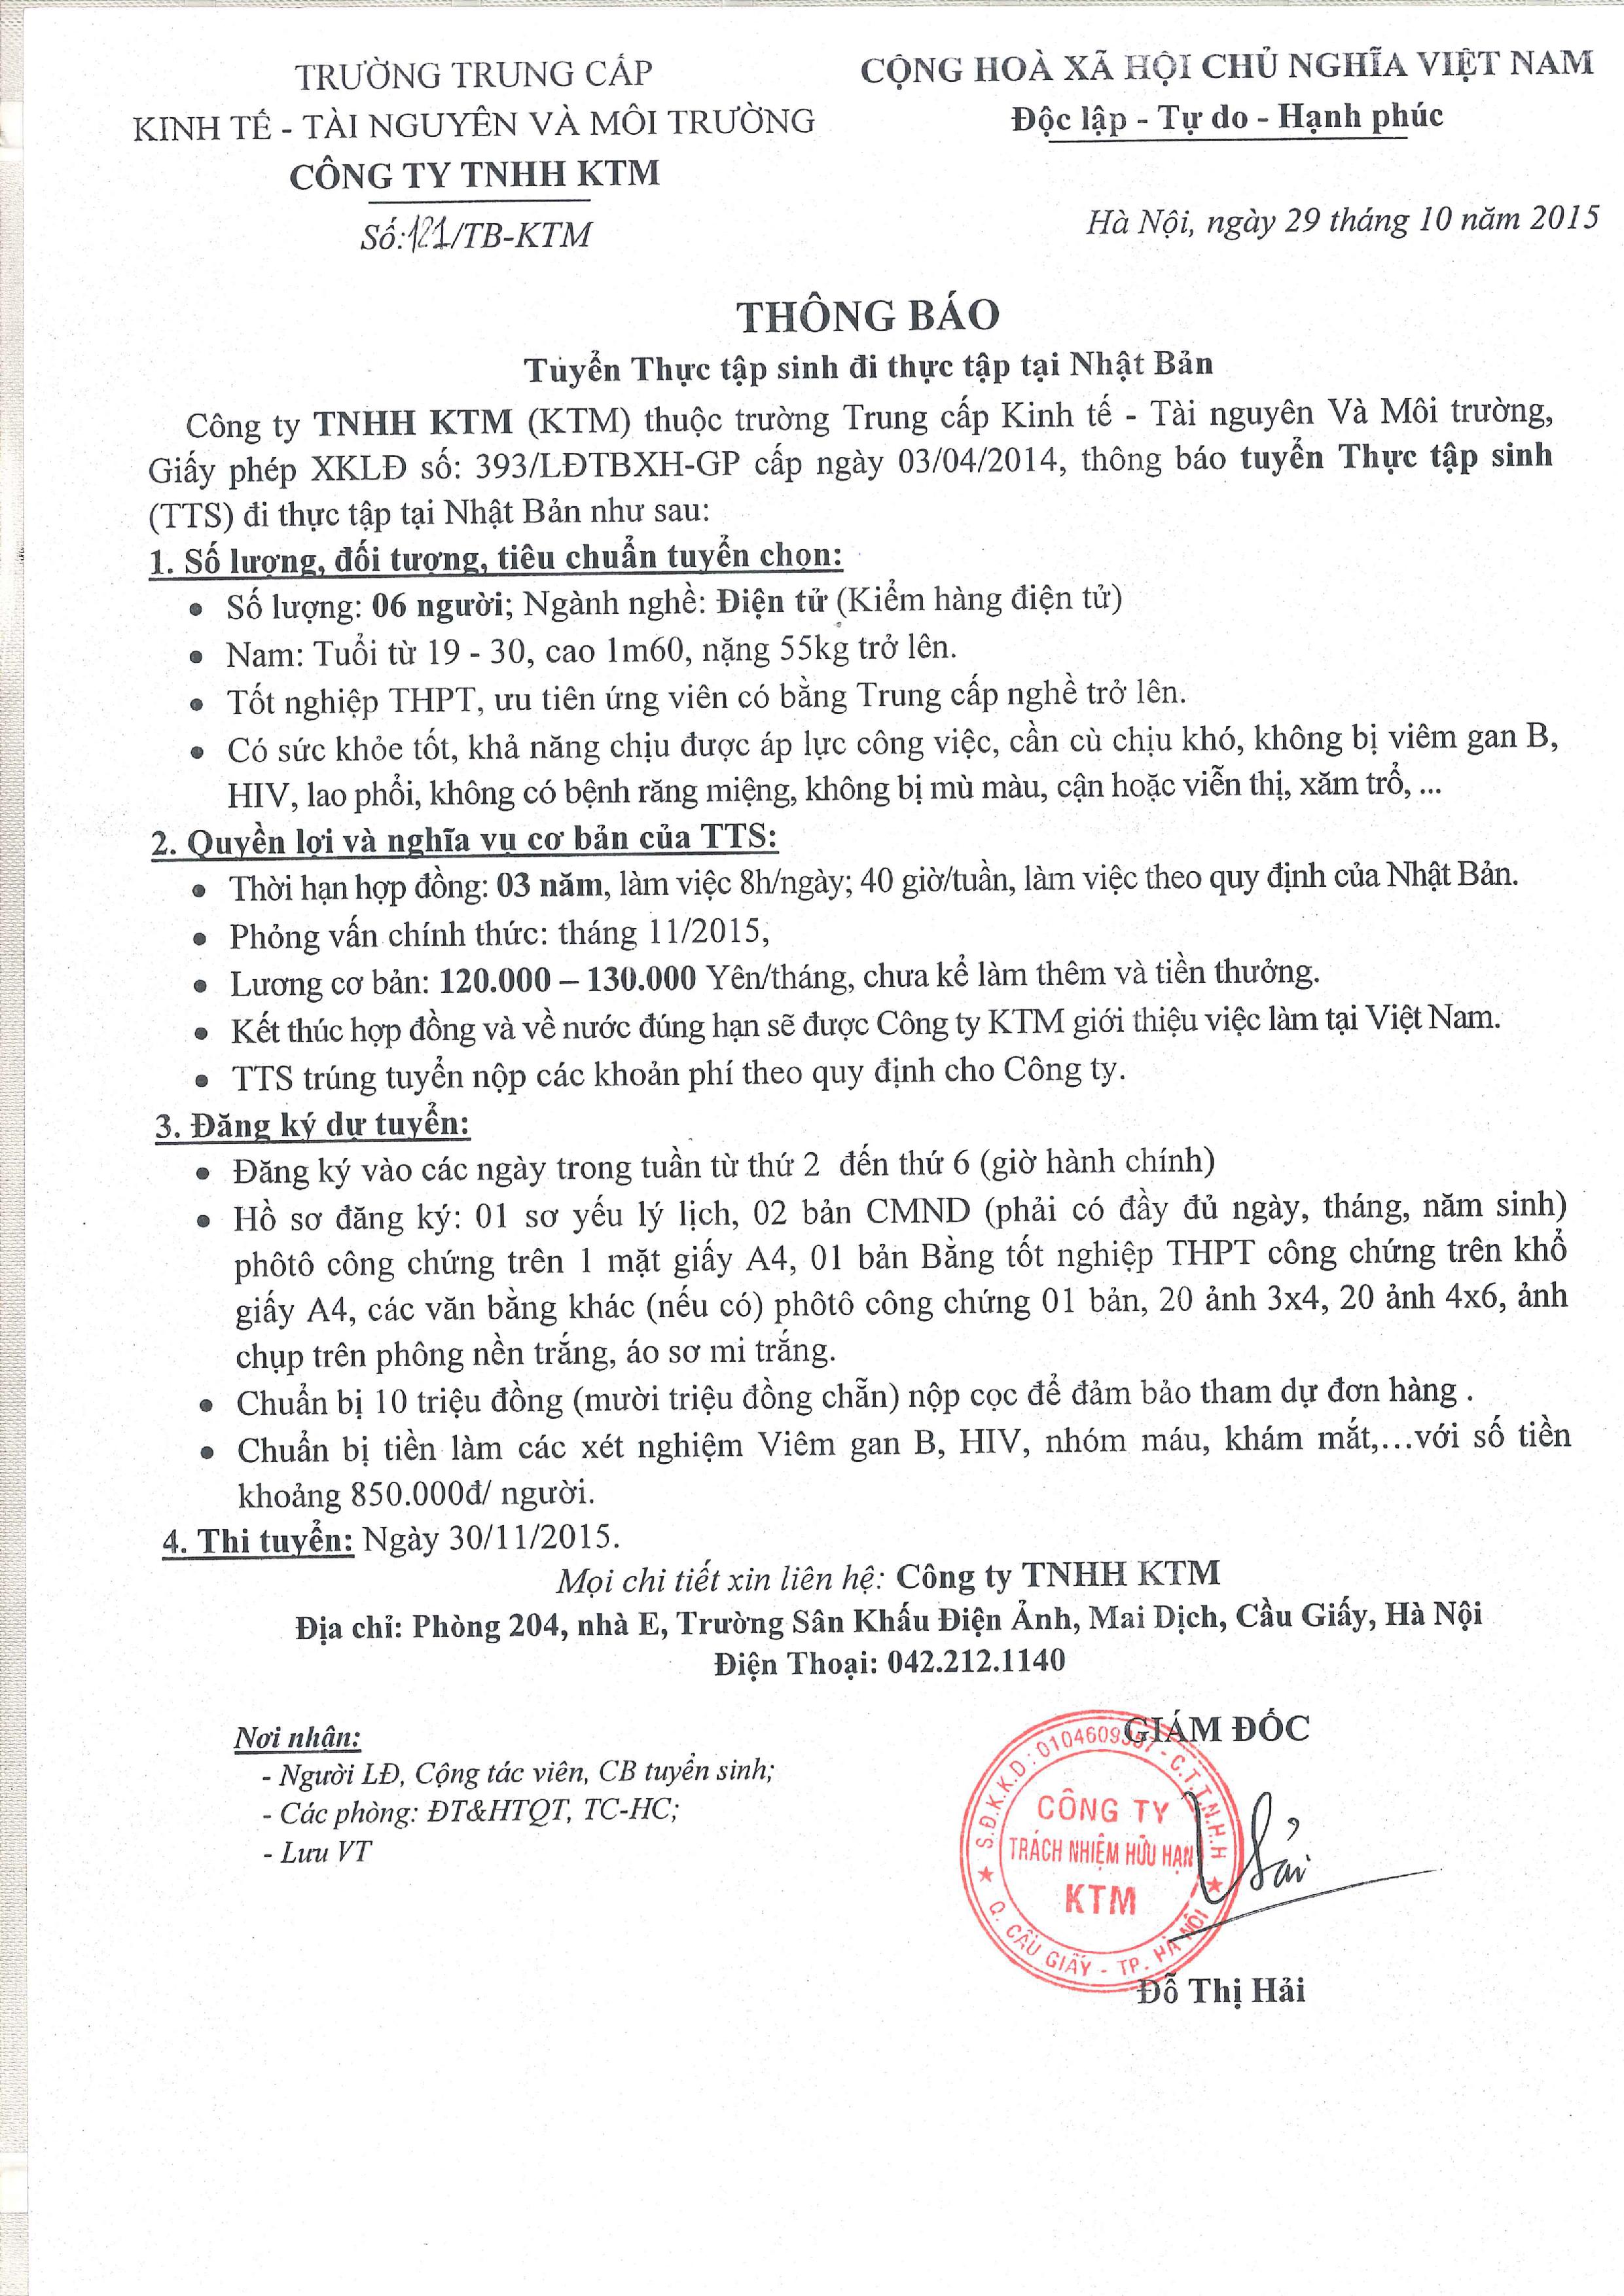 TRƯỜNG TRUNG CẤP
KINH TẾ - TÀI NGUYÊN VÀ MÔI TRƯỜNG
CÔNG TY TNHH KTM
Số:121/TB-KTM
CỘNG HOÀ XÃ HỘI CHỦ NGHĨA VIỆT NAM
Độc lập - Tự do - Hạnh phúc
Hà Nội, ngày 29 tháng 10 năm 2015
THÔNG BÁO
Tuyển Thực tập sinh đi thực tập tại Nhật Bản
Công ty TNHH KTM (KTM) thuộc trường Trung cấp Kinh tế - Tài nguyên Và Môi trường,
Giấy phép XKLĐ số: 393/LĐTBXH-GP cấp ngày 03/04/2014, thông báo tuyển Thực tập sinh
(TTS) đi thực tập tại Nhật Bản như sau:
1. Số lượng, đối tượng, tiêu chuẩn tuyển chọn:
• Số lượng: 06 người; Ngành nghề: Điện tử (Kiểm hàng điện tử)
• Nam: Tuổi từ 19 - 30, cao 1m60, nặng 55kg trở lên.
• Tốt nghiệp THPT, ưu tiên ứng viên có bằng Trung cấp nghề trở lên.
• Có sức khỏe tốt, khả năng chịu được áp lực công việc, cần cù chịu khó, không bị viêm gan B,
HIV, lao phổi, không có bệnh răng miệng, không bị mù màu, cận hoặc viễn thị, xăm trổ, ...
2. Quyền lợi và nghĩa vụ cơ bản của TTS:
• Thời hạn hợp đồng: 03 năm, làm việc 8h/ngày; 40 giờ/tuần, làm việc theo quy định của Nhật Bản.
• Phỏng vấn chính thức: tháng 11/2015,
• Lương cơ bản: 120.000 – 130.000 Yên/tháng, chưa kể làm thêm và tiền thưởng.
• Kết thúc hợp đồng và về nước đúng hạn sẽ được Công ty KTM giới thiệu việc làm tại Việt Nam.
• TTS trúng tuyển nộp các khoản phí theo quy định cho Công ty.
3. Đăng ký dự tuyển:
• Đăng ký vào các ngày trong tuần từ thứ 2 đến thứ 6 (giờ hành chính)
• Hồ sơ đăng ký: 01 sơ yếu lý lịch, 02 bản CMND (phải có đầy đủ ngày, tháng, năm sinh)
phôtô công chứng trên 1 mặt giấy A4, 01 bản Bằng tốt nghiệp THPT công chứng trên khổ
giấy A4, các văn bằng khác (nếu có) phôtô công chứng 01 bản, 20 ảnh 3x4, 20 ảnh 4x6, ảnh
chụp trên phông nền trắng, áo sơ mi trắng.
• Chuẩn bị 10 triệu đồng (mười triệu đồng chẵn) nộp cọc để đảm bảo tham dự đơn hàng .
• Chuẩn bị tiền làm các xét nghiệm Viêm gan B, HIV, nhóm máu, khám mắt,...với số tiền
khoảng 850.000đ/ người.
4. Thi tuyển: Ngày 30/11/2015.
Mọi chi tiết xin liên hệ: Công ty TNHH KTM
Địa chỉ: Phòng 204, nhà E, Trường Sân Khấu Điện Ảnh, Mai Dịch, Cầu Giấy, Hà Nội
Điện Thoại: 042.212.1140
Nơi nhận:
- Người LĐ, Cộng tác viên, CB tuyển sinh;
- Các phòng: ĐT&HTQT, TC-HC;
- Lưu VT
GIÁM ĐỐC
C.T.T.N.H.H
CÔNG TY
TRÁCH NHIỆM HỮU HẠN
KTM
Q. CẦU GIẤY - TP. HÀ NỘI
Hải
Đỗ Thị Hải